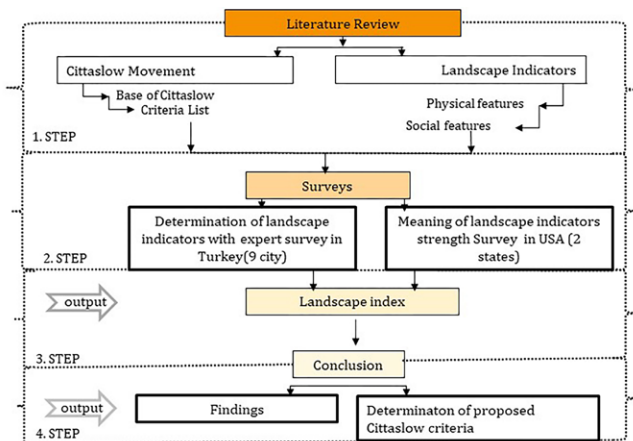 Literature Review
Cittaslow Movement
Landscape Indicators
Base of Cittaslow
Criteria List
Physical features
Social features
1. STEP
Surveys
Determination of landscape
indicators with expert survey in
Turkey(9 city)
Meaning of landscape indicators
strength Survey in USA (2
states)
2. STEP
output
Landscape index
3. STEP
Conclusion
output
Findings
Determinaton of proposed
Cittaslow criteria
4. STEP